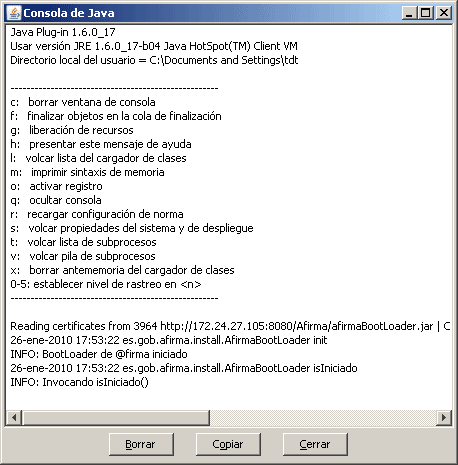 Consola de Java
Java Plug-in 1.6.0_17
Usar versión JRE 1.6.0_17-b04 Java HotSpot(TM) Client VM
Directorio local del usuario = C:\Documents and Settings\tdt
----------------------------------------------------
c:   borrar ventana de consola
f:   finalizar objetos en la cola de finalización
g:   liberación de recursos
h:   presentar este mensaje de ayuda
l:   volcar lista del cargador de clases
m:   imprimir sintaxis de memoria
o:   activar registro
q:   ocultar consola
r:   recargar configuración de norma
s:   volcar propiedades del sistema y de despliegue
t:   volcar lista de subprocesos
v:   volcar pila de subprocesos
x:   borrar antememoria del cargador de clases
0-5: establecer nivel de rastreo en <n>
----------------------------------------------------
Reading certificates from 3964 http://172.24.27.105:8080/Afirma/afirmaBootLoader.jar | C
26-ene-2010 17:53:22 es.gob.afirma.install.AfirmaBootLoader init
INFO: BootLoader de @firma iniciado
26-ene-2010 17:53:22 es.gob.afirma.install.AfirmaBootLoader isIniciado
INFO: Invocando isIniciado()
Borrar Copiar Cerrar